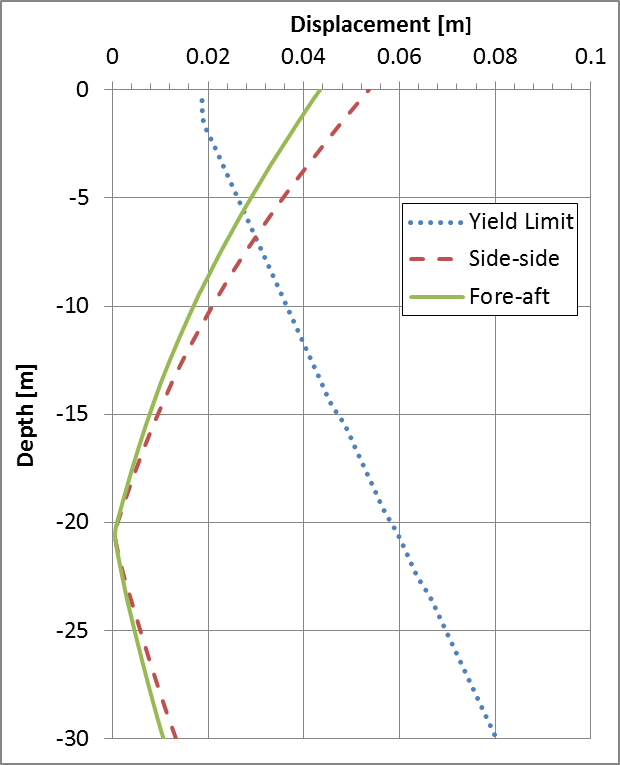 Displacement [m]
0 0.02 0.04 0.06 0.08 0.1
0
-5
Yield Limit
Side-side
Fore-aft
-10
-15
Depth [m]
-20
-25
-30